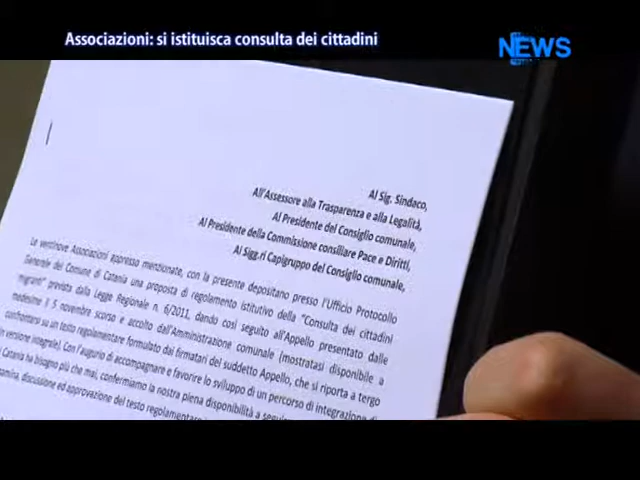 Associazioni: si istituisca consulta dei cittadini
NEWS
Al Sig. Sindaco,
All'Assessore alla Trasparenza e alla Legalità,
Al Presidente del Consiglio comunale,
Al Presidente della Commissione consiliare Pace e Diritti,
Ai Sigg.ri Capigruppo del Consiglio comunale,
Le ventinove Associazioni appresso menzionate, con la presente depositano presso l'Ufficio Protocollo
Generale del Comune di Catania una proposta di regolamento istitutivo della "Consulta dei cittadini
migranti" prevista dalla Legge Regionale n. 6/2011, dando così seguito all'Appello presentato dalle
medesime il 5 novembre scorso e accolto dall'Amministrazione comunale (mostratasi disponibile a
confrontarsi su un testo regolamentare formulato dai firmatari del suddetto Appello, che si riporta a tergo
in versione integrale). Con l'augurio di accompagnare e favorire lo sviluppo di un percorso di integrazione di
Catania ha bisogno più che mai, confermiamo la nostra piena disponibilità a
discussione ed approvazione del testo